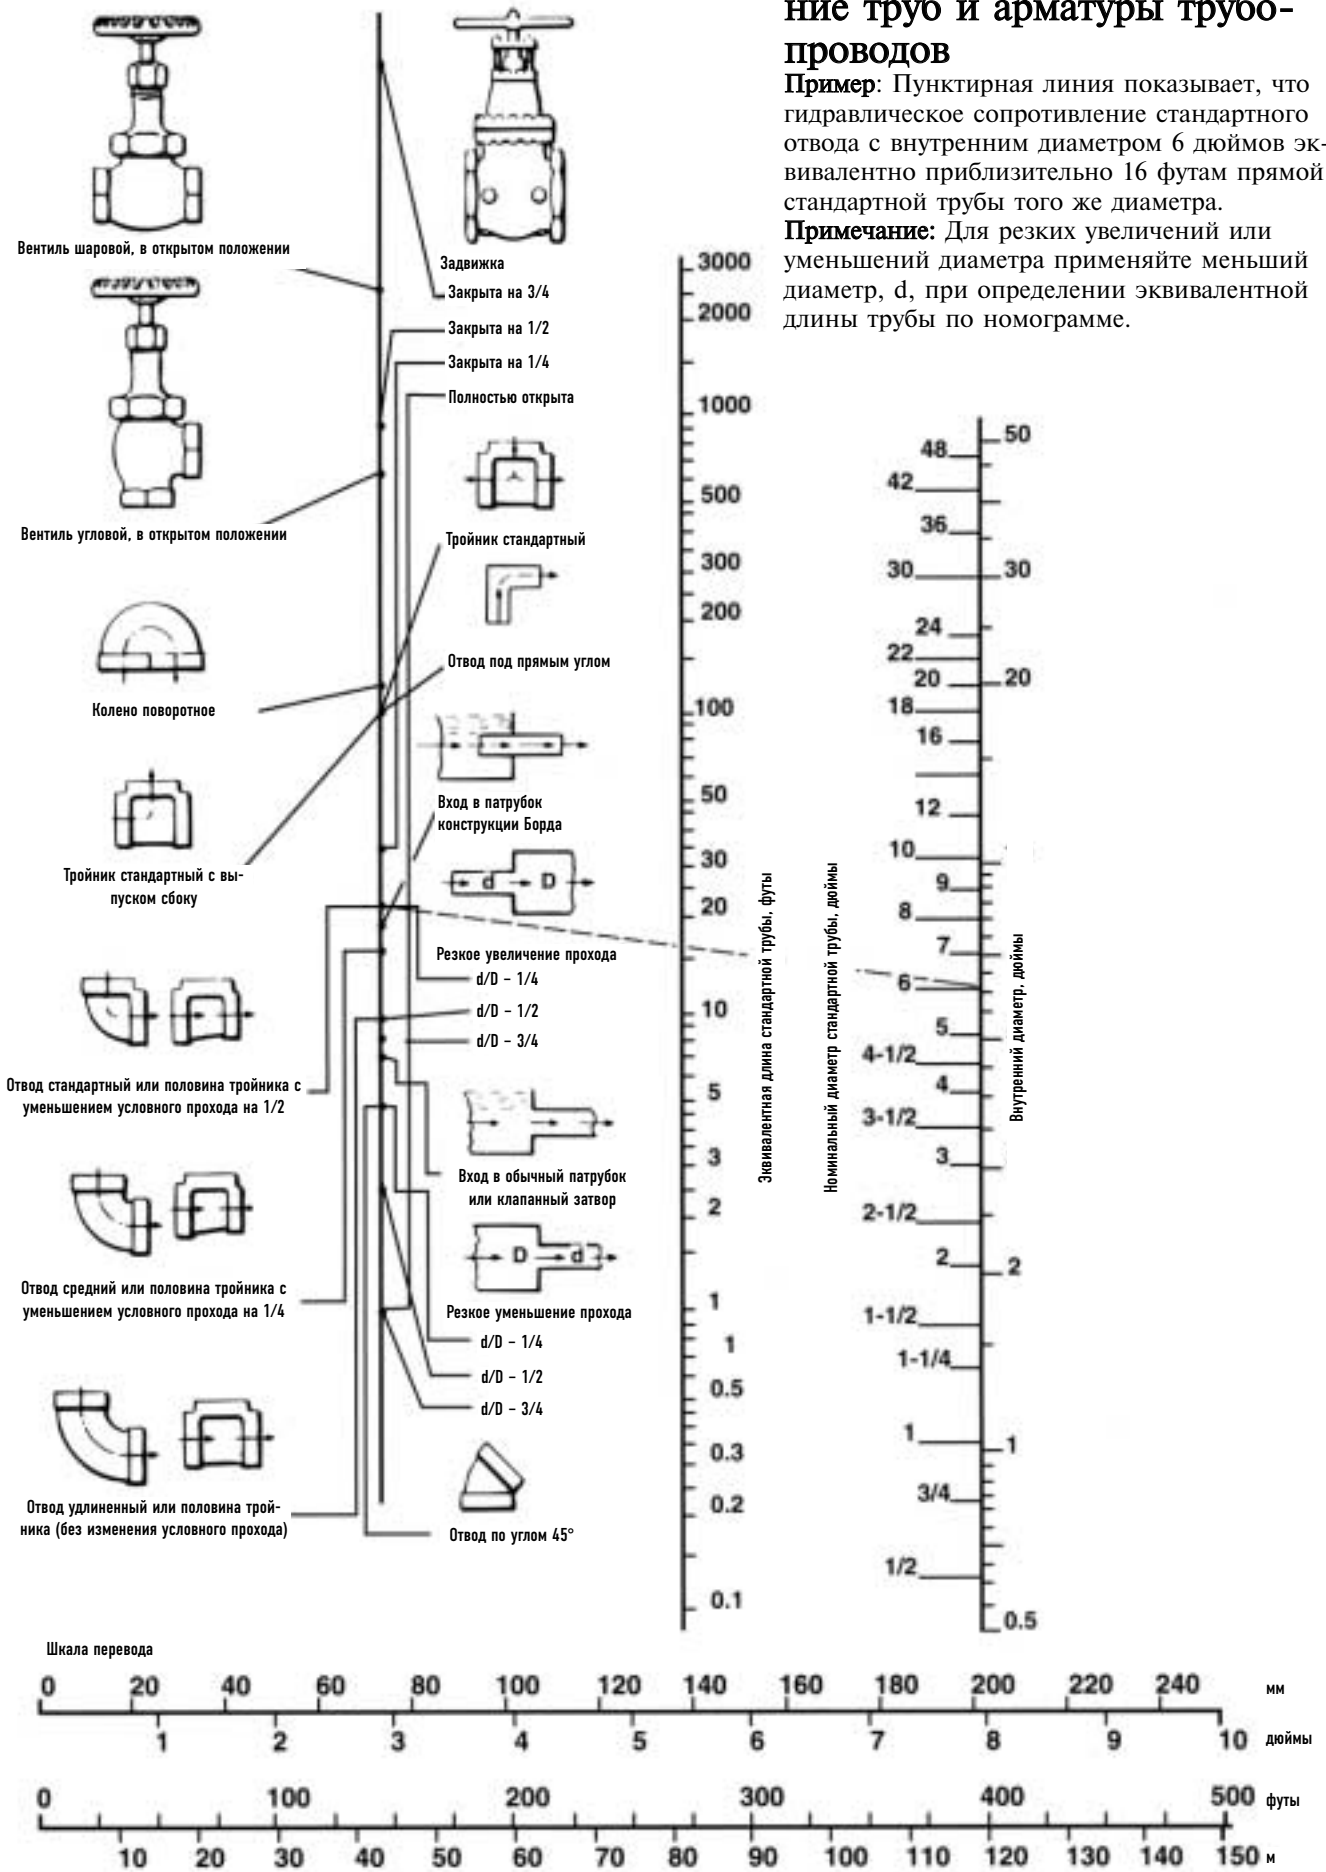 ние труб и арматуры трубо-
проводов
Пример: Пунктирная линия показывает, что
гидравлическое сопротивление стандартного
отвода с внутренним диаметром 6 дюймов эк-
вивалентно приблизительно 16 футам прямой
стандартной трубы того же диаметра.
Примечание: Для резких увеличений или
уменьшений диаметра применяйте меньший
диаметр, d, при определении эквивалентной
длины трубы по номограмме.
Вентиль шаровой, в открытом положении
Вентиль угловой, в открытом положении
Колено поворотное
Тройник стандартный с вы-
пуском сбоку
Отвод стандартный или половина тройника с
уменьшением условного прохода на 1/2
Отвод средний или половина тройника с
уменьшением условного прохода на 1/4
Отвод удлиненный или половина трой-
ника (без изменения условного прохода)
Задвижка
Закрыта на 3/4
Закрыта на 1/2
Закрыта на 1/4
Полностью открыта
Тройник стандартный
Отвод под прямым углом
Вход в патрубок
конструкции Борда
d D
Резкое увеличение прохода
d/D – 1/4
d/D – 1/2
d/D – 3/4
Вход в обычный патрубок
или клапанный затвор
D d
Резкое уменьшение прохода
d/D – 1/4
d/D – 1/2
d/D – 3/4
Отвод по углом 45°
3000
2000
1000
500
300
200
100
50
30
20
10
5
3
2
1
1
0.5
0.3
0.2
0.1
Эквивалентная длина стандартной трубы, футы
Номинальный диаметр стандартной трубы, дюймы
48
42
36
30
24
22
20
18
16
12
10
9
8
7
6
5
4-1/2
4
3-1/2
3
2-1/2
2
1-1/2
1-1/4
1
3/4
1/2
50
30
20
2
1
0.5
Внутренний диаметр, дюймы
Шкала перевода
0 20 40 60 80 100 120 140 160 180 200 220 240 мм
1 2 3 4 5 6 7 8 9 10 дюймы
0 100 200 300 400 500 футы
10 20 30 40 50 60 70 80 90 100 110 120 130 140 150 м